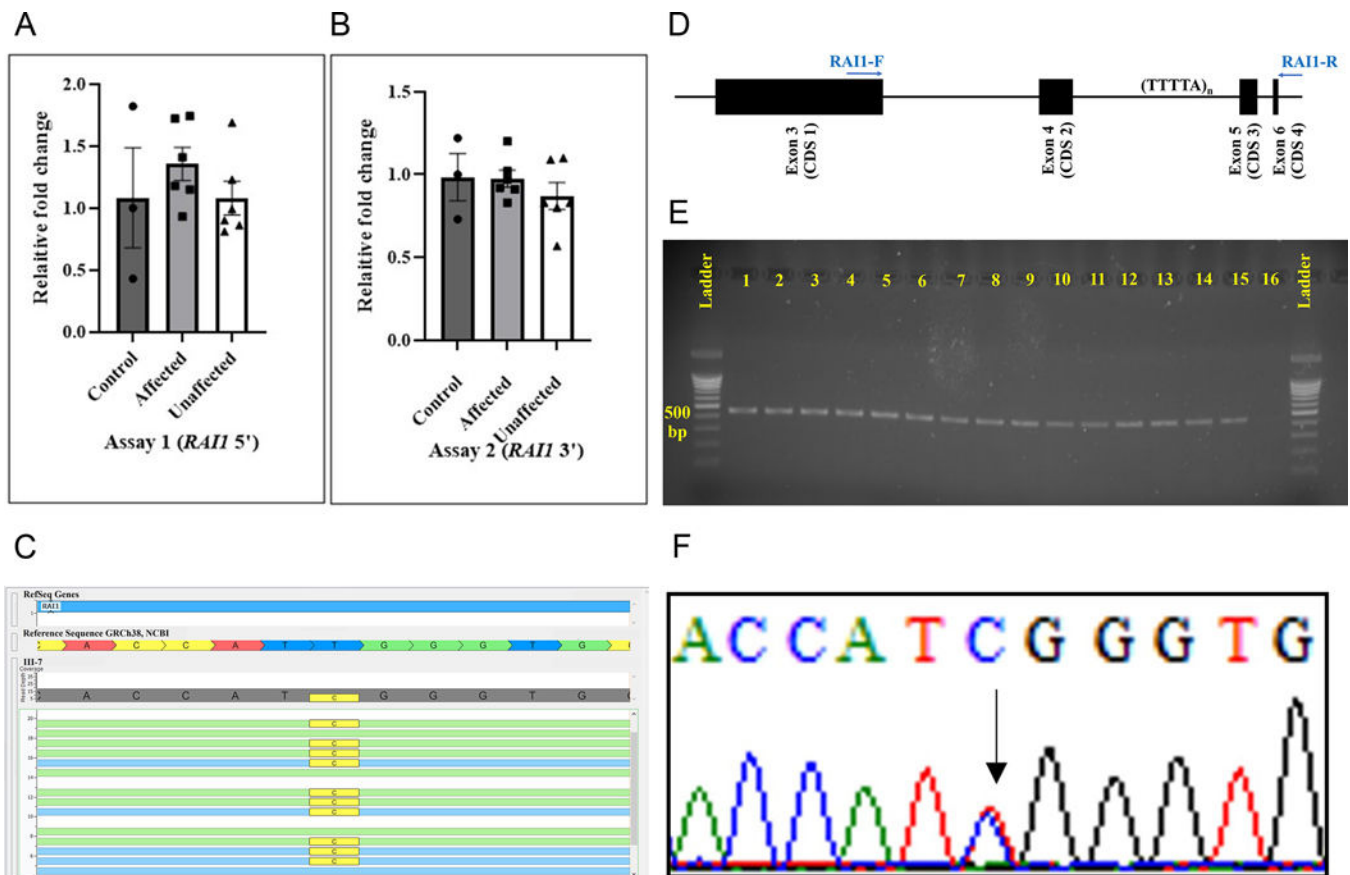 A
2.0
1.5
1.0
0.5
0.0
Relaitive fold change
Control
Affected
Unaffected
Assay 1 (RAI1 5')
B
1.5
1.0
0.5
0.0
Relaitive fold change
Control
Affected
Unaffected
Assay 2 (RAI1 3')
C
RefSeq Genes
RAI1
Reference Sequence GRCh38, NCBI
A C C A T T G G G T G
III-7
Coverage
A C C A T C G G G T G
C
C
C
C
C
C
C
C
C
C
D
RAI1-F
RAI1-R
(TTTTA)n
Exon 3
(CDS 1)
Exon 4
(CDS 2)
Exon 5
(CDS 3)
Exon 6
(CDS 4)
E
Ladder 1 2 3 4 5 6 7 8 9 10 11 12 13 14 15 16 Ladder
500
bp
F
A C C A T C G G G T G